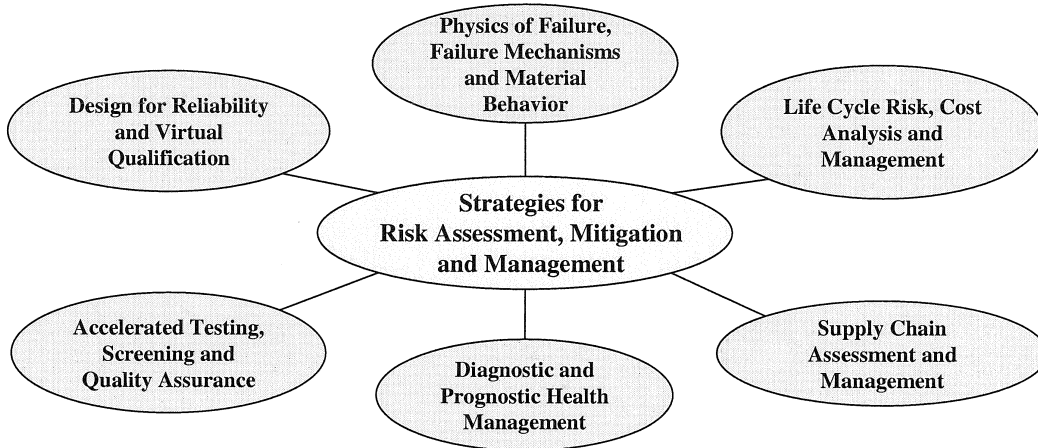 Physics of Failure,
Failure Mechanisms
and Material
Behavior
Design for Reliability
and Virtual
Qualification
Life Cycle Risk, Cost
Analysis and
Management
Strategies for
Risk Assessment, Mitigation
and Management
Accelerated Testing,
Screening and
Quality Assurance
Diagnostic and
Prognostic Health
Management
Supply Chain
Assessment and
Management